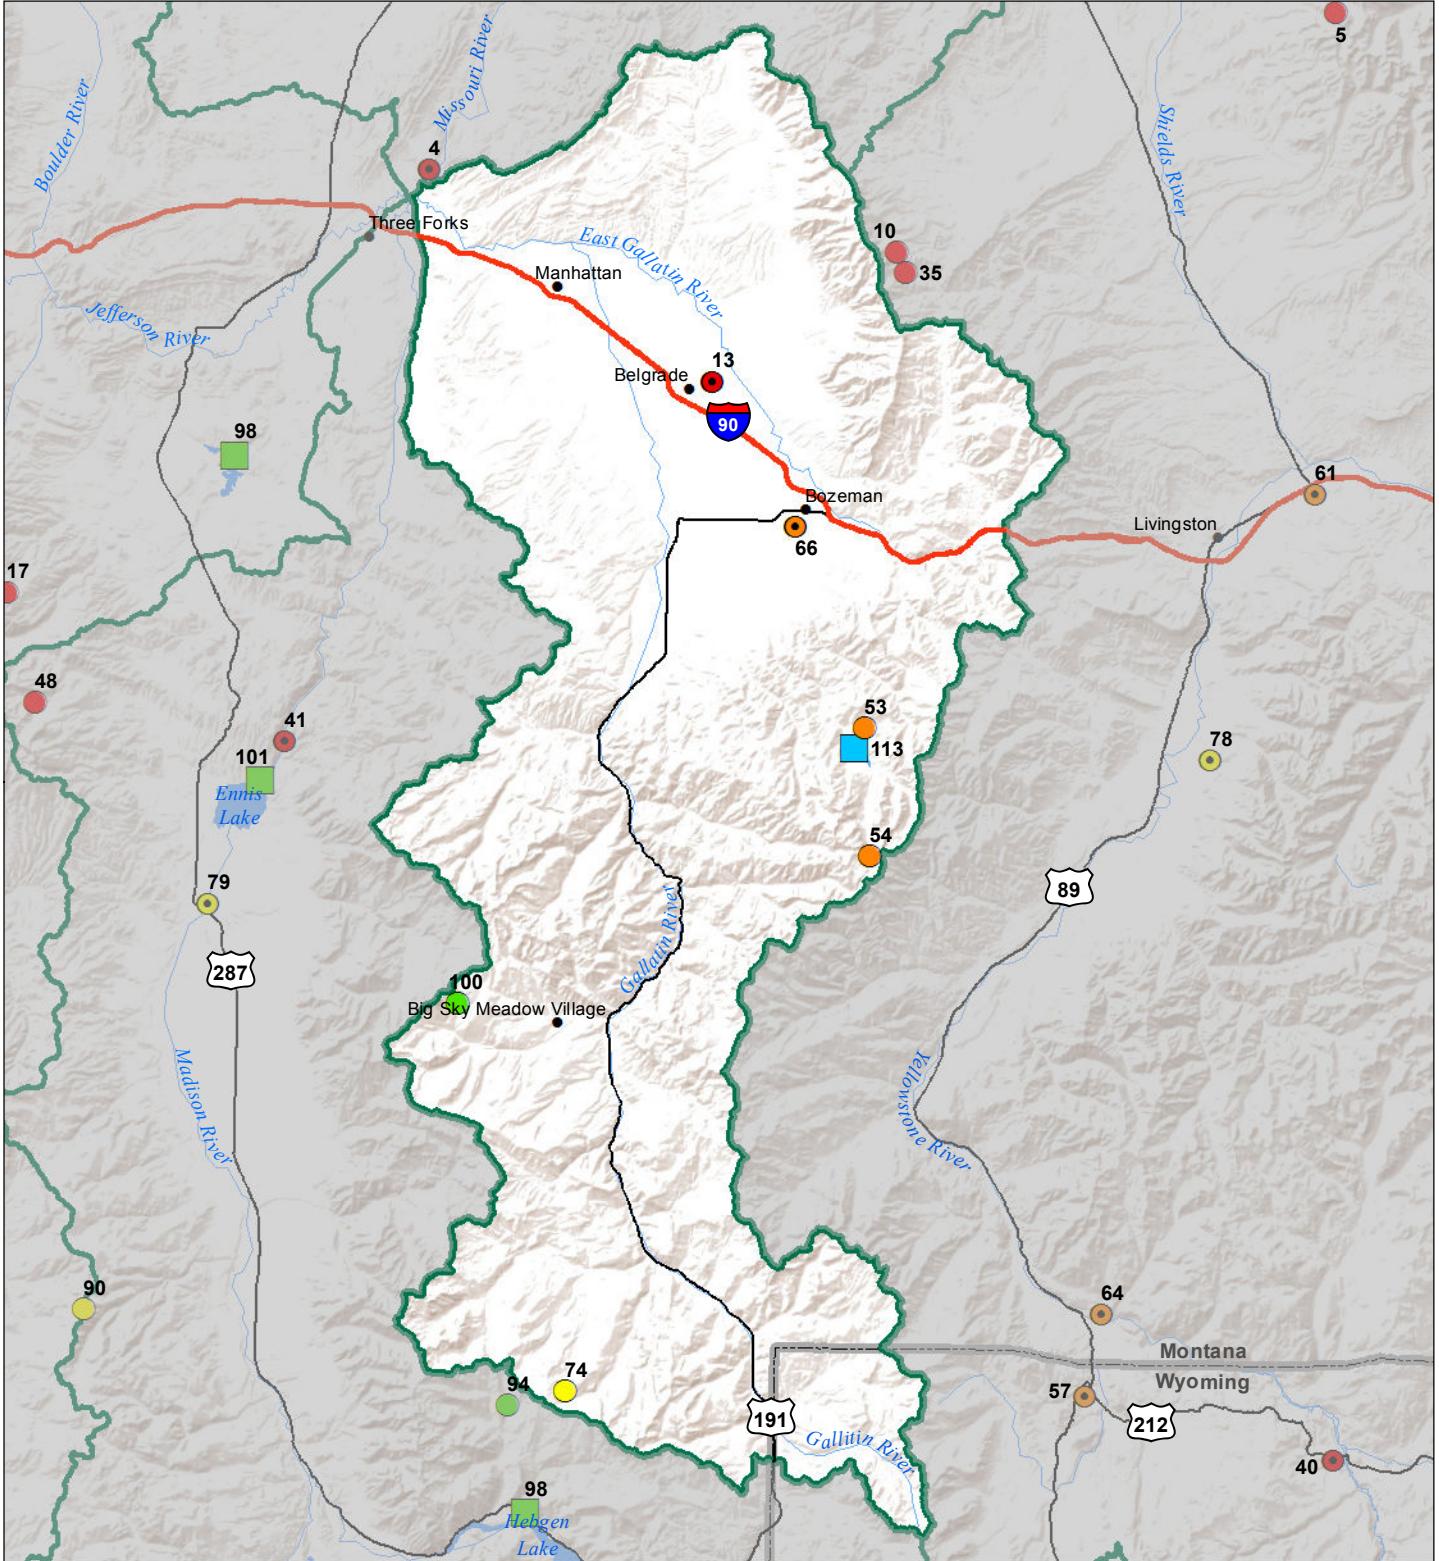 5
Missouri River
Boulder River
Shields River
4
Three Forks
10
35
East Gallatin River
Manhattan
Jefferson River
13
Belgrade
90
98
61
Bozeman
Livingston
66
17
48
53
41
113
78
101
Ennis
Lake
54
79
89
Gallatin River
287
100
Big Sky Meadow Village
Madison River
Yellowstone River
90
64
Montana
Wyoming
74
94
57
191
212
Gallitin River
40
98
Hebgen
Lake